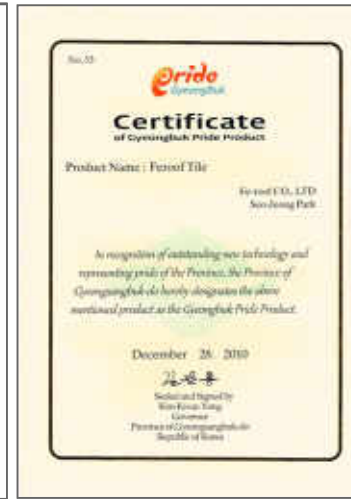 Pride
Gyeongbuk
Certificate
of Gyeongbuk Pride Product
Product Name : Feroof Tile
Fe-roof CO., LTD
Seo-Jeong Park
In recognition of outstanding new technology and
representing pride of the Province, the Province of
Gyeongsangbuk-do hereby designates the above
mentioned product as the Gyeongbuk Pride Product.
December 28 2010
Sealed and Signed by
Kim Kwan Yong
Governor
Province of Gyeongsangbuk-do
Republic of Korea